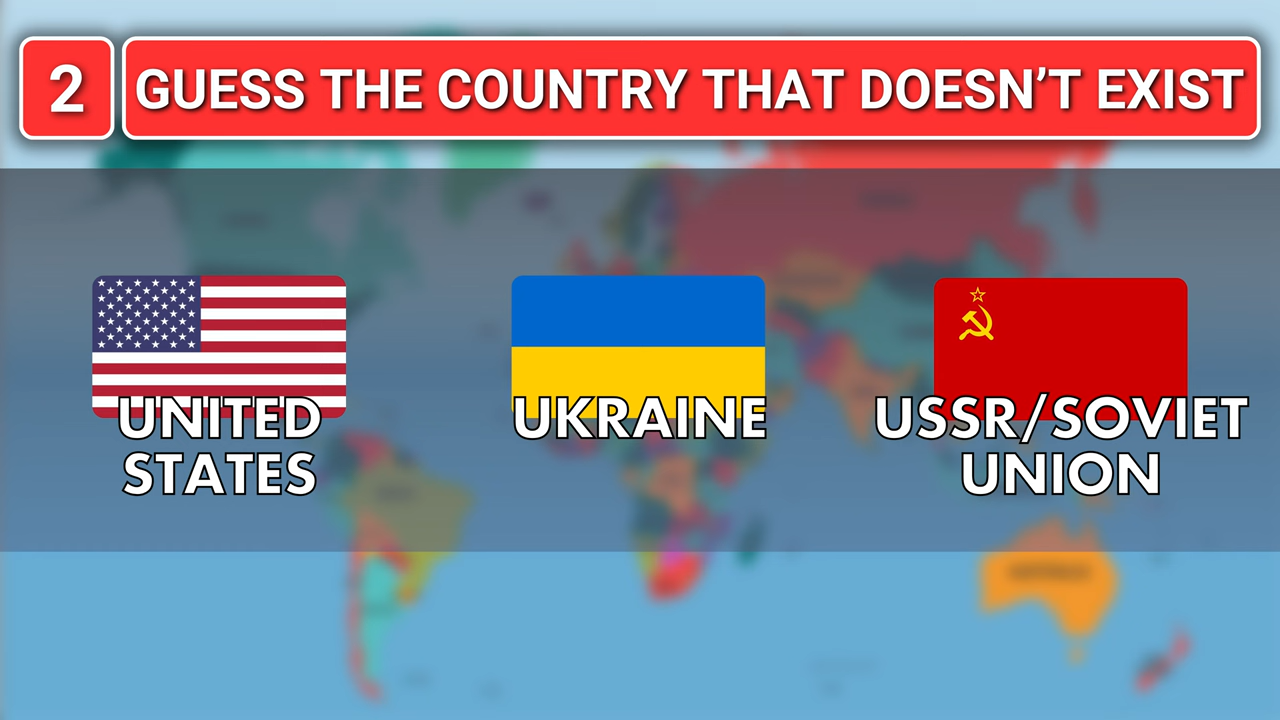 2 GUESS THE COUNTRY THAT DOESN’T EXIST
UNITED
STATES
UKRAINE
USSR/SOVIET
UNION